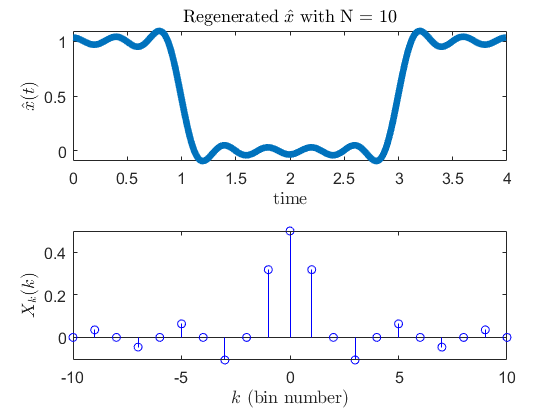 Regenerated x̂ with N = 10
1
0.5
0
x̂(t)
0 0.5 1 1.5 2 2.5 3 3.5 4
time
0.4
0.2
0
X_k(k)
-10 -5 0 5 10
k (bin number)